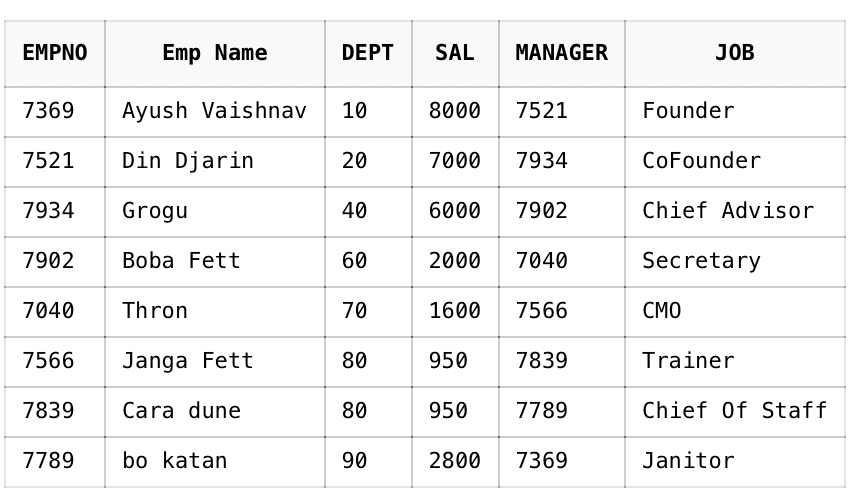 EMPNO Emp Name DEPT SAL MANAGER JOB
7369 Ayush Vaishnav 10 8000 7521 Founder
7521 Din Djarin 20 7000 7934 CoFounder
7934 Grogu 40 6000 7902 Chief Advisor
7902 Boba Fett 60 2000 7040 Secretary
7040 Thron 70 1600 7566 CMO
7566 Janga Fett 80 950 7839 Trainer
7839 Cara dune 80 950 7789 Chief Of Staff
7789 bo katan 90 2800 7369 Janitor